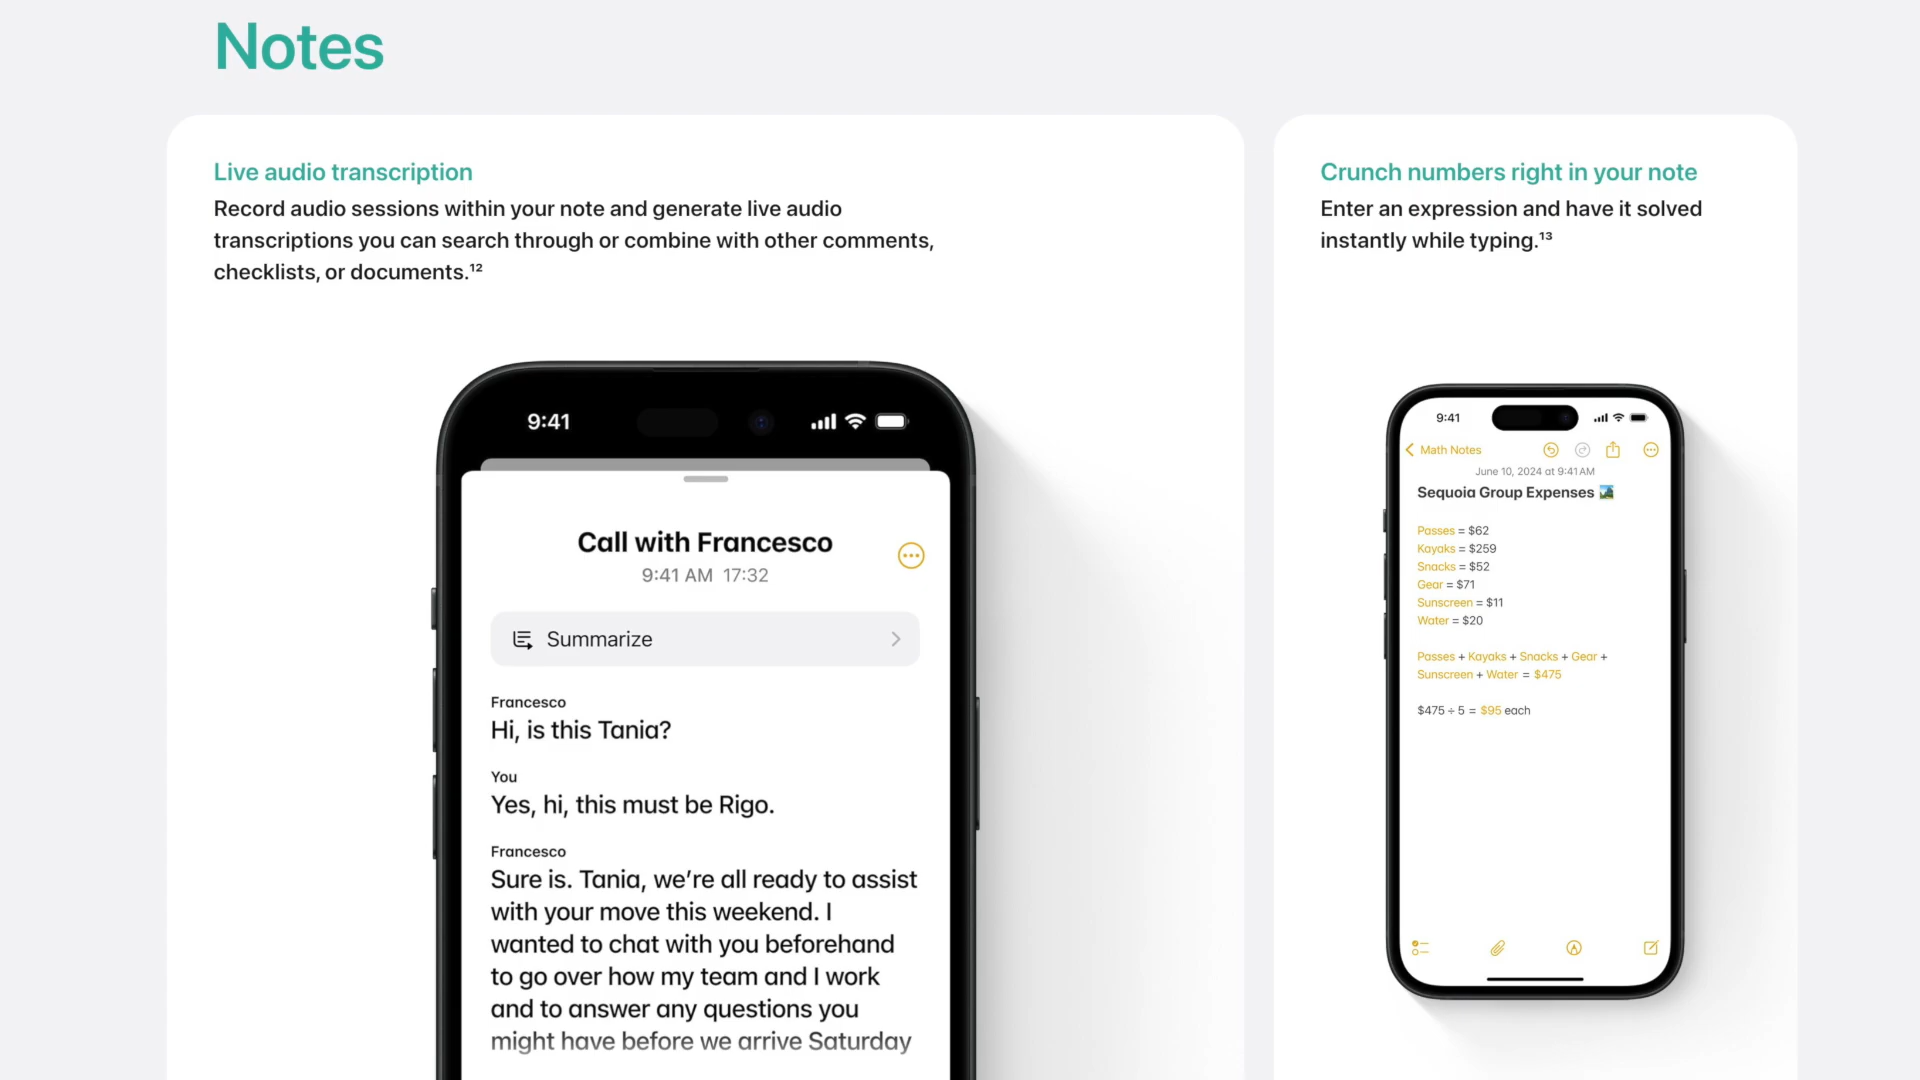 Notes
Live audio transcription
Record audio sessions within your note and generate live audio
transcriptions you can search through or combine with other comments,
checklists, or documents.¹²
9:41
Call with Francesco
9:41 AM 17:32
Summarize
Francesco
Hi, is this Tania?
You
Yes, hi, this must be Rigo.
Francesco
Sure is. Tania, we’re all ready to assist
with your move this weekend. I
wanted to chat with you beforehand
to go over how my team and I work
and to answer any questions you
might have before we arrive Saturday
Crunch numbers right in your note
Enter an expression and have it solved
instantly while typing.¹³
9:41
Math Notes
June 10, 2024 at 9:41 AM
Sequoia Group Expenses 🏞️
Passes = $62
Kayaks = $259
Snacks = $52
Gear = $71
Sunscreen = $11
Water = $20
Passes + Kayaks + Snacks + Gear +
Sunscreen + Water = $475
$475 ÷ 5 = $95 each